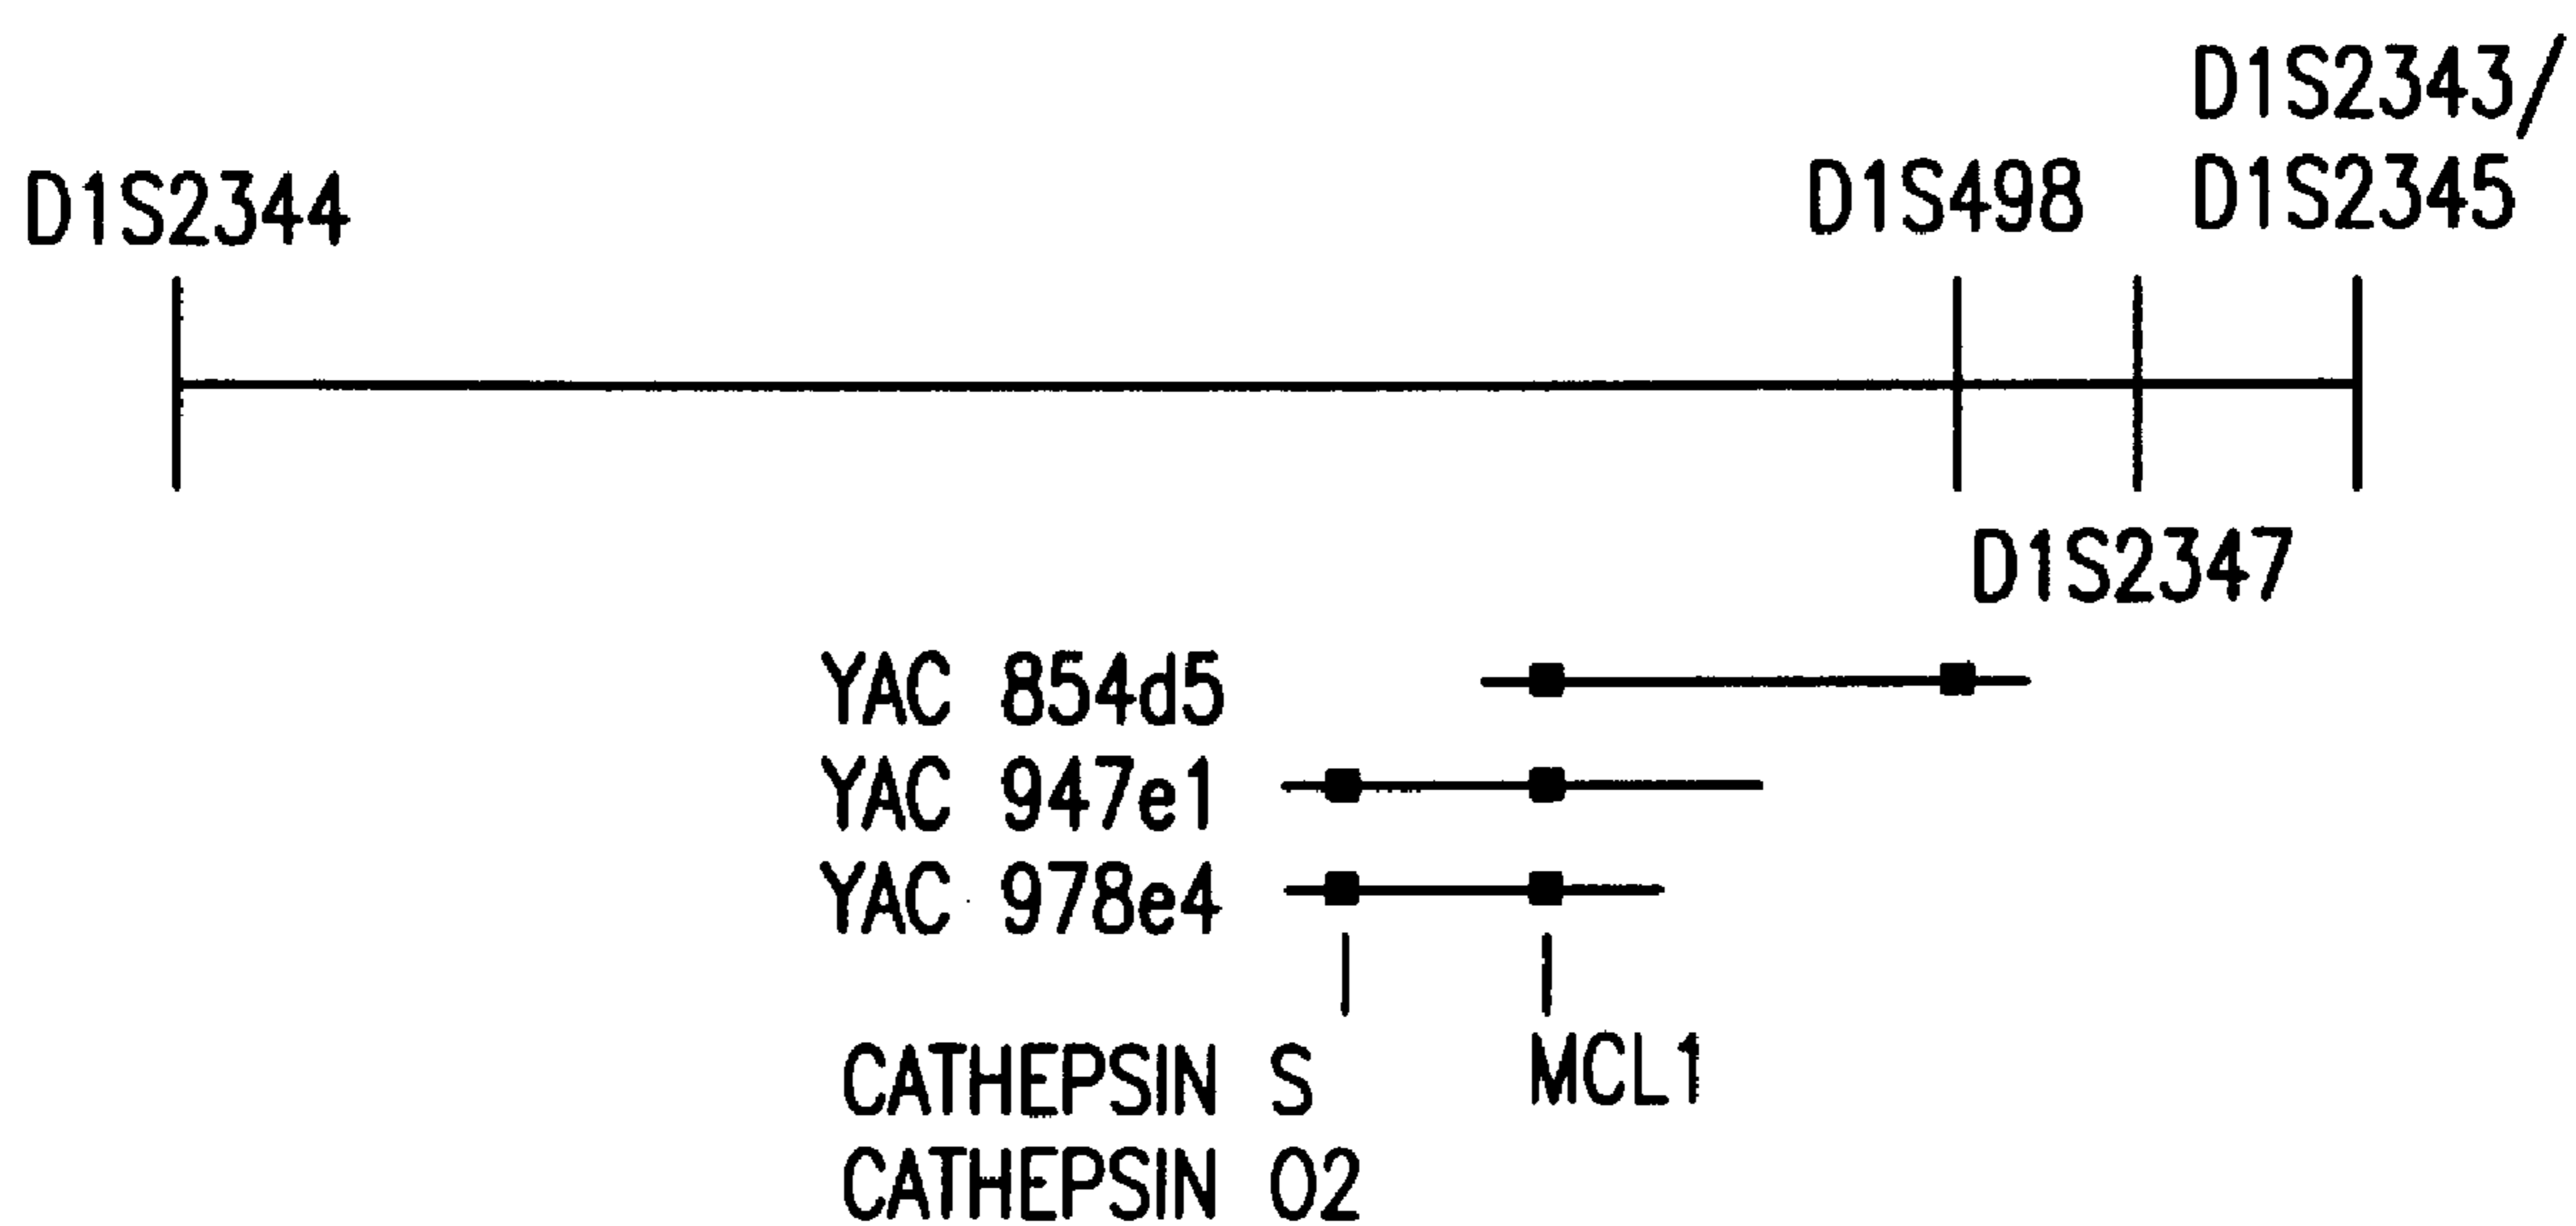 D1S2343/
D1S2344
D1S498
D1S2345
D1S2347
YAC 854d5
YAC 947e1
YAC 978e4
CATHEPSIN S
MCL1
CATHEPSIN O2